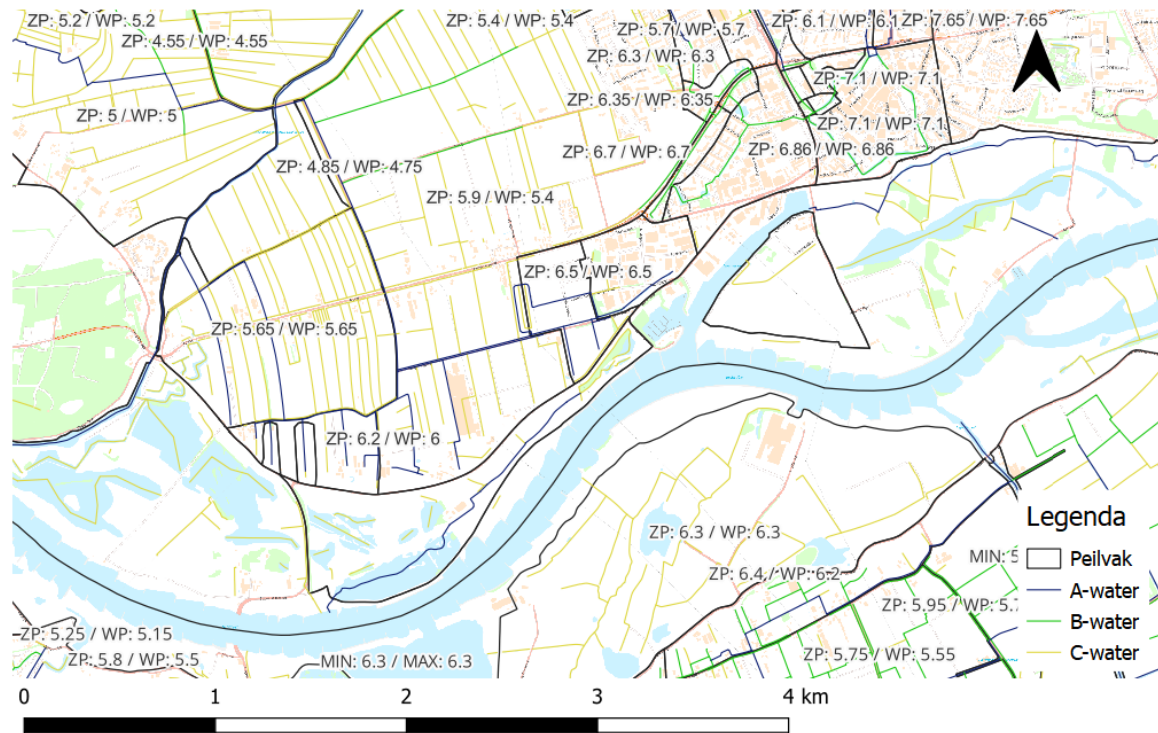 ZP: 5.2 / WP: 5.2
ZP: 5.4 / WP: 5.4
ZP: 5.7 / WP: 5.7
ZP: 6.1 / WP: 6.1
ZP: 7.65 / WP: 7.65
ZP: 4.55 / WP: 4.55
ZP: 6.3 / WP: 6.3
ZP: 7.1 / WP: 7.1
ZP: 6.35 / WP: 6.35
ZP: 5 / WP: 5
ZP: 7.1 / WP: 7.1
ZP: 6.7 / WP: 6.7
ZP: 6.86 / WP: 6.86
ZP: 4.85 / WP: 4.75
ZP: 5.9 / WP: 5.4
ZP: 6.5 / WP: 6.5
ZP: 5.65 / WP: 5.65
ZP: 6.2 / WP: 6
ZP: 6.3 / WP: 6.3
MIN: 5
ZP: 6.4 / WP: 6.2
ZP: 5.95 / WP: 5.
ZP: 5.25 / WP: 5.15
ZP: 5.8 / WP: 5.5
MIN: 6.3 / MAX: 6.3
ZP: 5.75 / WP: 5.55
Legenda
Peilvak
A-water
B-water
C-water
0 1 2 3 4 km